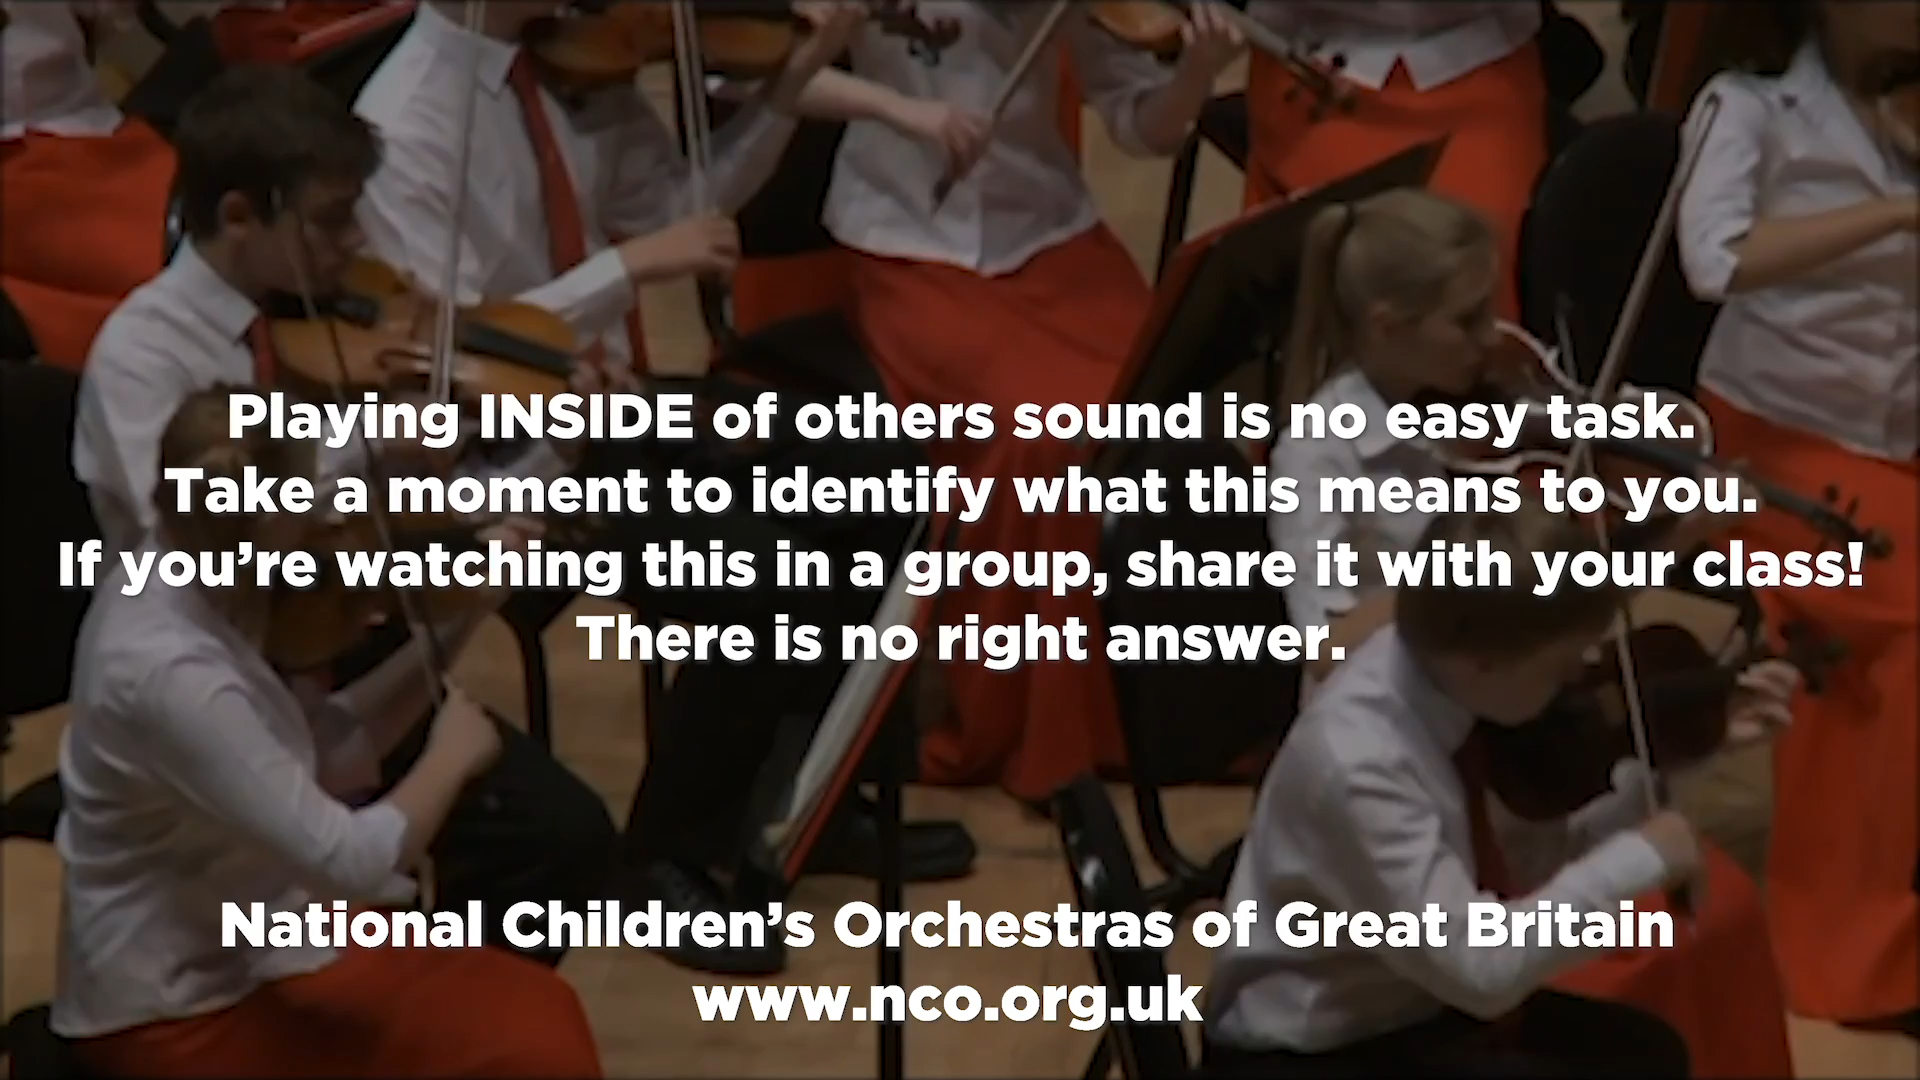 Playing INSIDE of others sound is no easy task.
Take a moment to identify what this means to you.
If you’re watching this in a group, share it with your class!
There is no right answer.
National Children’s Orchestras of Great Britain
www.nco.org.uk